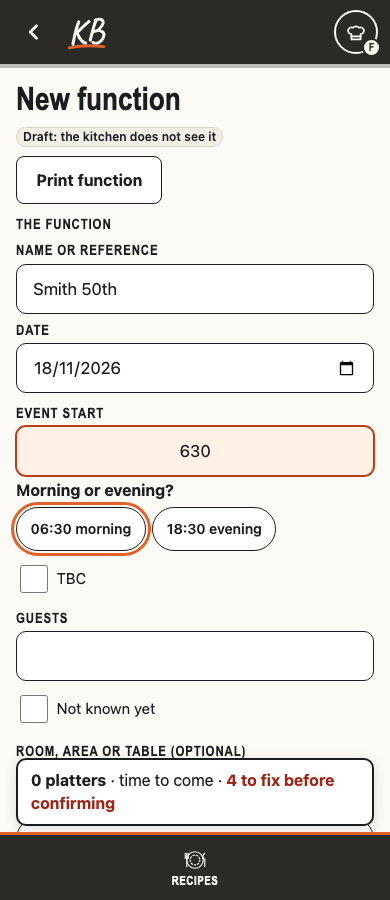 KB
F
New function
Draft: the kitchen does not see it
Print function
THE FUNCTION
NAME OR REFERENCE
Smith 50th
DATE
18/11/2026
EVENT START
630
Morning or evening?
06:30 morning
18:30 evening
TBC
GUESTS
Not known yet
ROOM, AREA OR TABLE (OPTIONAL)
0 platters · time to come · 4 to fix before
confirming
RECIPES